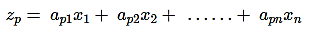 z_p = a_{p1}x_1 + a_{p2}x_2 + ...... + a_{pn}x_n